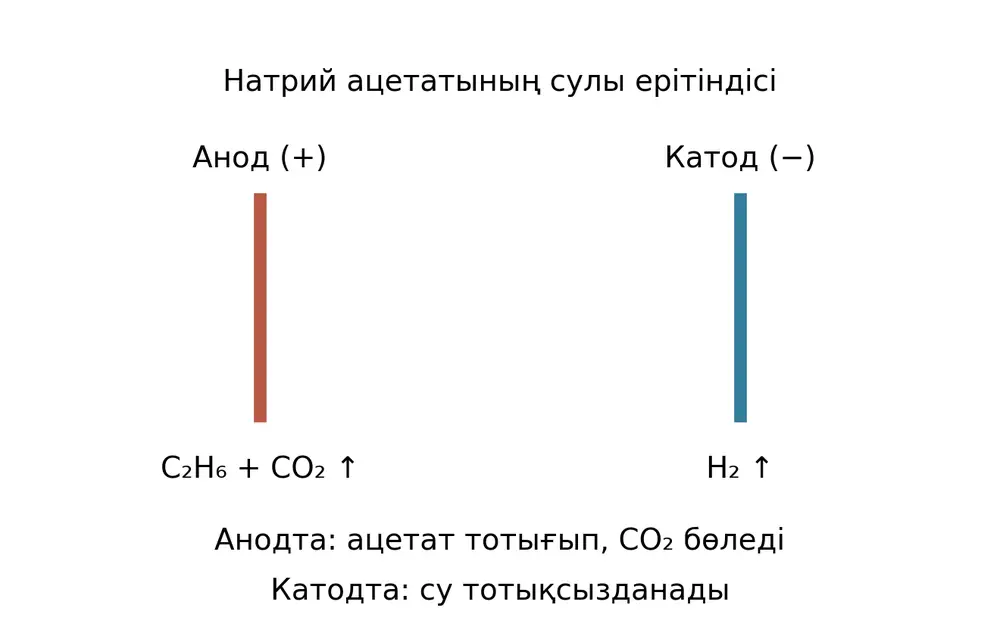 Натрий ацетатының сулы ерітіндісі
Анод (+) Катод (−)
C₂H₆ + CO₂ ↑ H₂ ↑
Анодта: ацетат тотығып, CO₂ бөледі
Катодта: су тотықсызданады